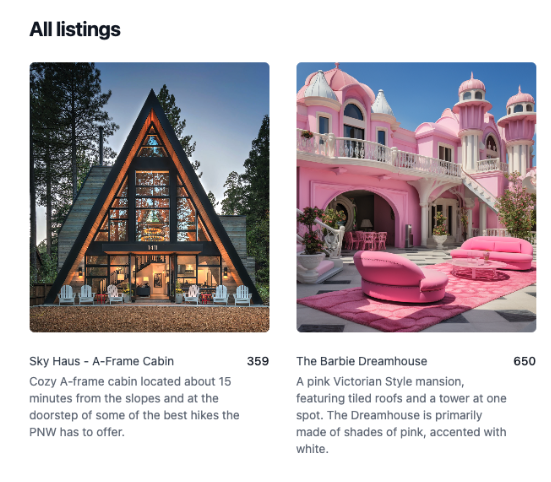 All listings
Sky Haus - A-Frame Cabin 359
Cozy A-frame cabin located about 15
minutes from the slopes and at the
doorstep of some of the best hikes the
PNW has to offer.
The Barbie Dreamhouse 650
A pink Victorian Style mansion,
featuring tiled roofs and a tower at one
spot. The Dreamhouse is primarily
made of shades of pink, accented with
white.